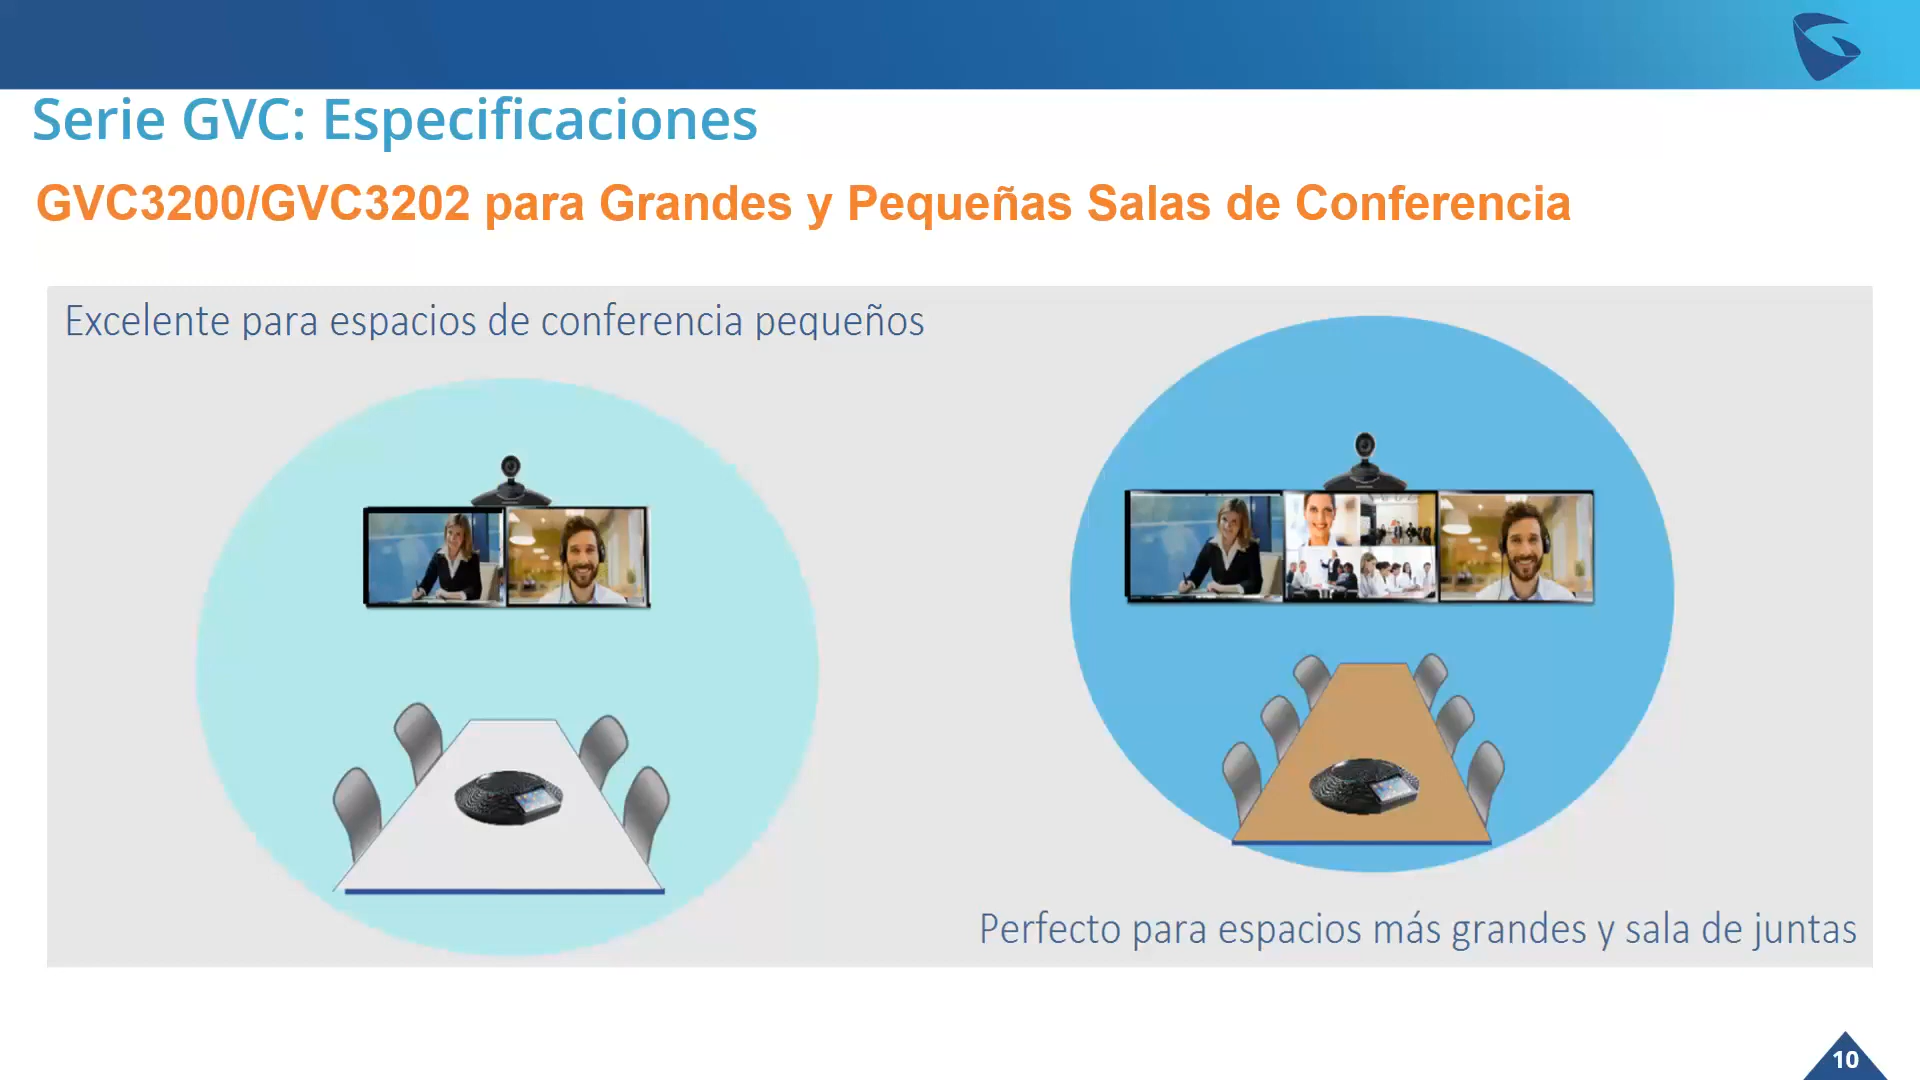 Serie GVC: Especificaciones
GVC3200/GVC3202 para Grandes y Pequeñas Salas de Conferencia
Excelente para espacios de conferencia pequeños
Perfecto para espacios más grandes y sala de juntas
10